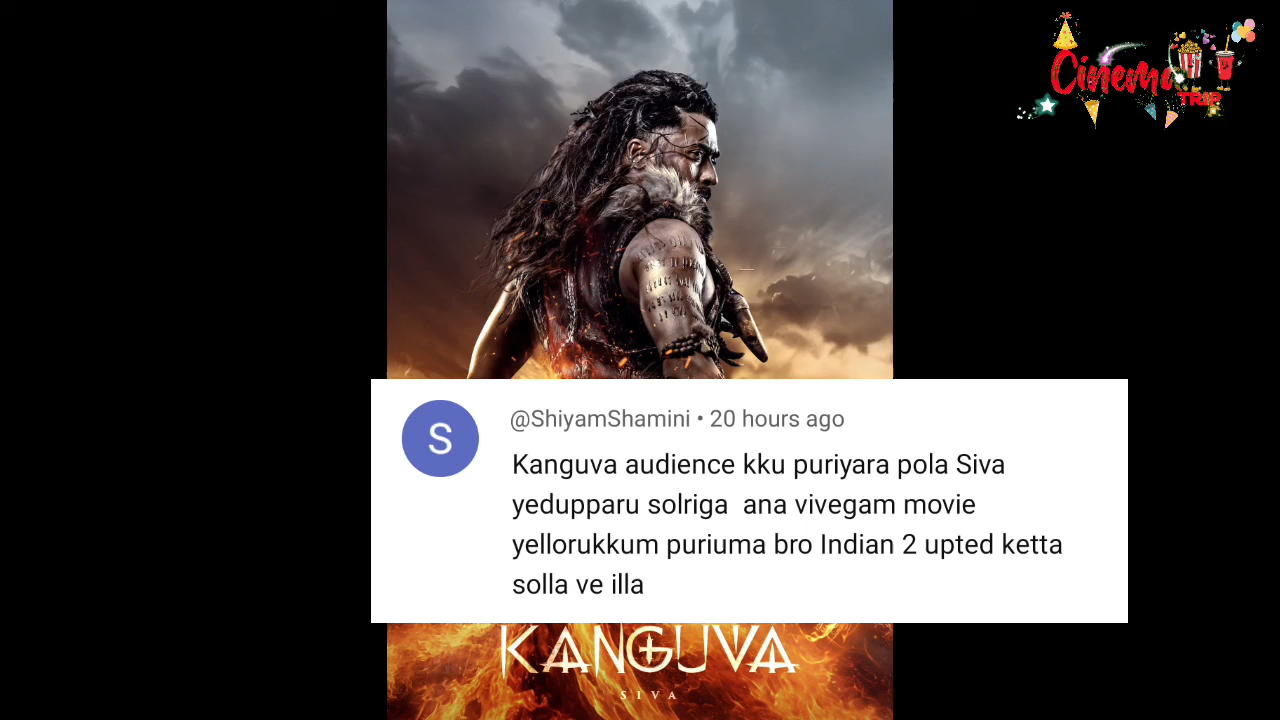 Cinema
TRIP
S
@ShiyamShamini • 20 hours ago
Kanguva audience kku puriyara pola Siva
yedupparu solriga  ana vivegam movie
yellorukkum puriuma bro Indian 2 upted ketta
solla ve illa
KANGUVA
SIVA